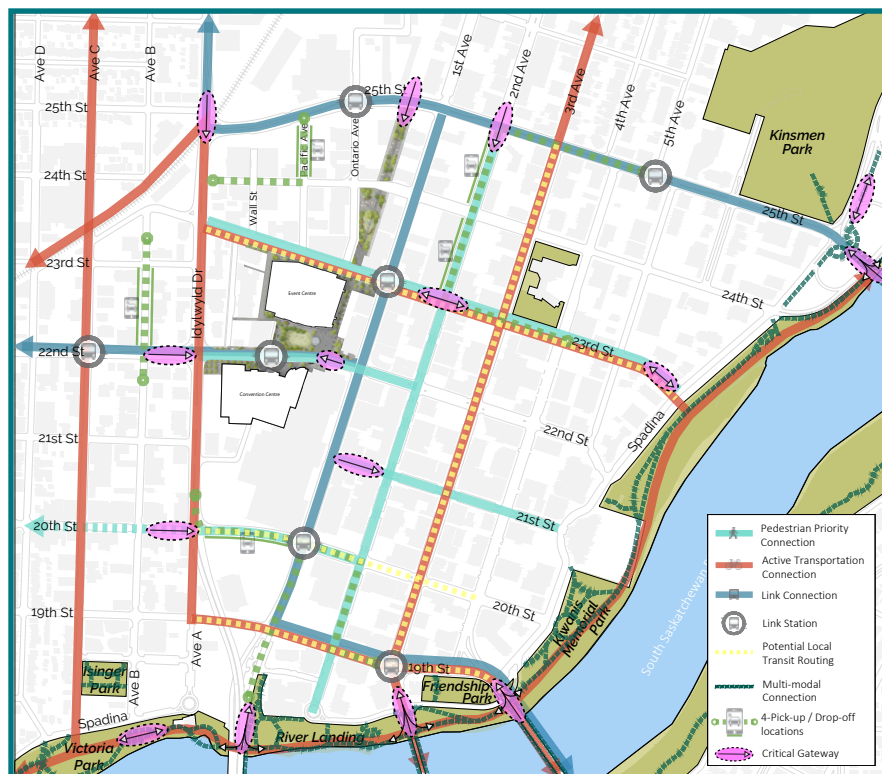 Ave D
Ave C
Ave B
1st Ave
2nd Ave
3rd Ave
4th Ave
5th Ave
25th St
25th St
Pacific Ave
Ontario Ave
Kinsmen
Park
24th St
Wall St
25th St
23rd St
Idylwyld Dr
Event Centre
24th St
22nd St
23rd St
Convention Centre
21st St
22nd St
Spadina
20th St
21st St
19th St
20th St
Kiwanis
Memorial
Park
South Saskatchewan
Ave A
19th St
Isinger
Park
Ave B
Friendship
Park
Spadina
River Landing
Victoria
Park
Pedestrian Priority
Connection
Active Transportation
Connection
Link Connection
Link Station
Potential Local
Transit Routing
Multi-modal
Connection
4-Pick-up / Drop-off
locations
Critical Gateway